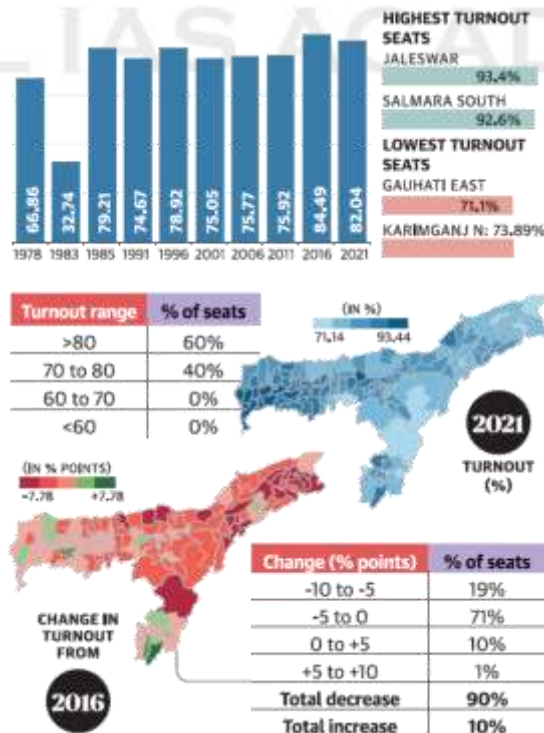 L IAS ACAD
HIGHEST TURNOUT
SEATS
JALESWAR
93.4%
SALMARA SOUTH
92.6%
LOWEST TURNOUT
SEATS
GAUHATI EAST
71.1%
KARIMGANJ N: 73.89%
66.86 32.74 79.21 74.67 78.92 75.05 75.77 75.92 84.49 82.04
1978 1983 1985 1991 1996 2001 2006 2011 2016 2021
Turnout range % of seats
>80 60%
70 to 80 40%
60 to 70 0%
<60 0%
(IN %)
71.14 93.44
2021
TURNOUT
(%)
(IN % POINTS)
-7.78 +7.78
CHANGE IN
TURNOUT
FROM
2016
Change (% points) % of seats
-10 to -5 19%
-5 to 0 71%
0 to +5 10%
+5 to +10 1%
Total decrease 90%
Total increase 10%